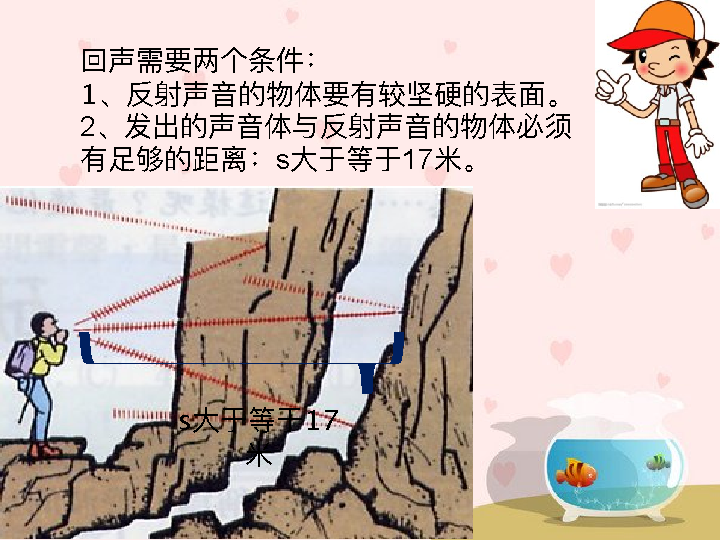 回声需要两个条件：
1、反射声音的物体要有较坚硬的表面。
2、发出的声音体与反射声音的物体必须
有足够的距离：s大于等于17米。
s大于等于17
米